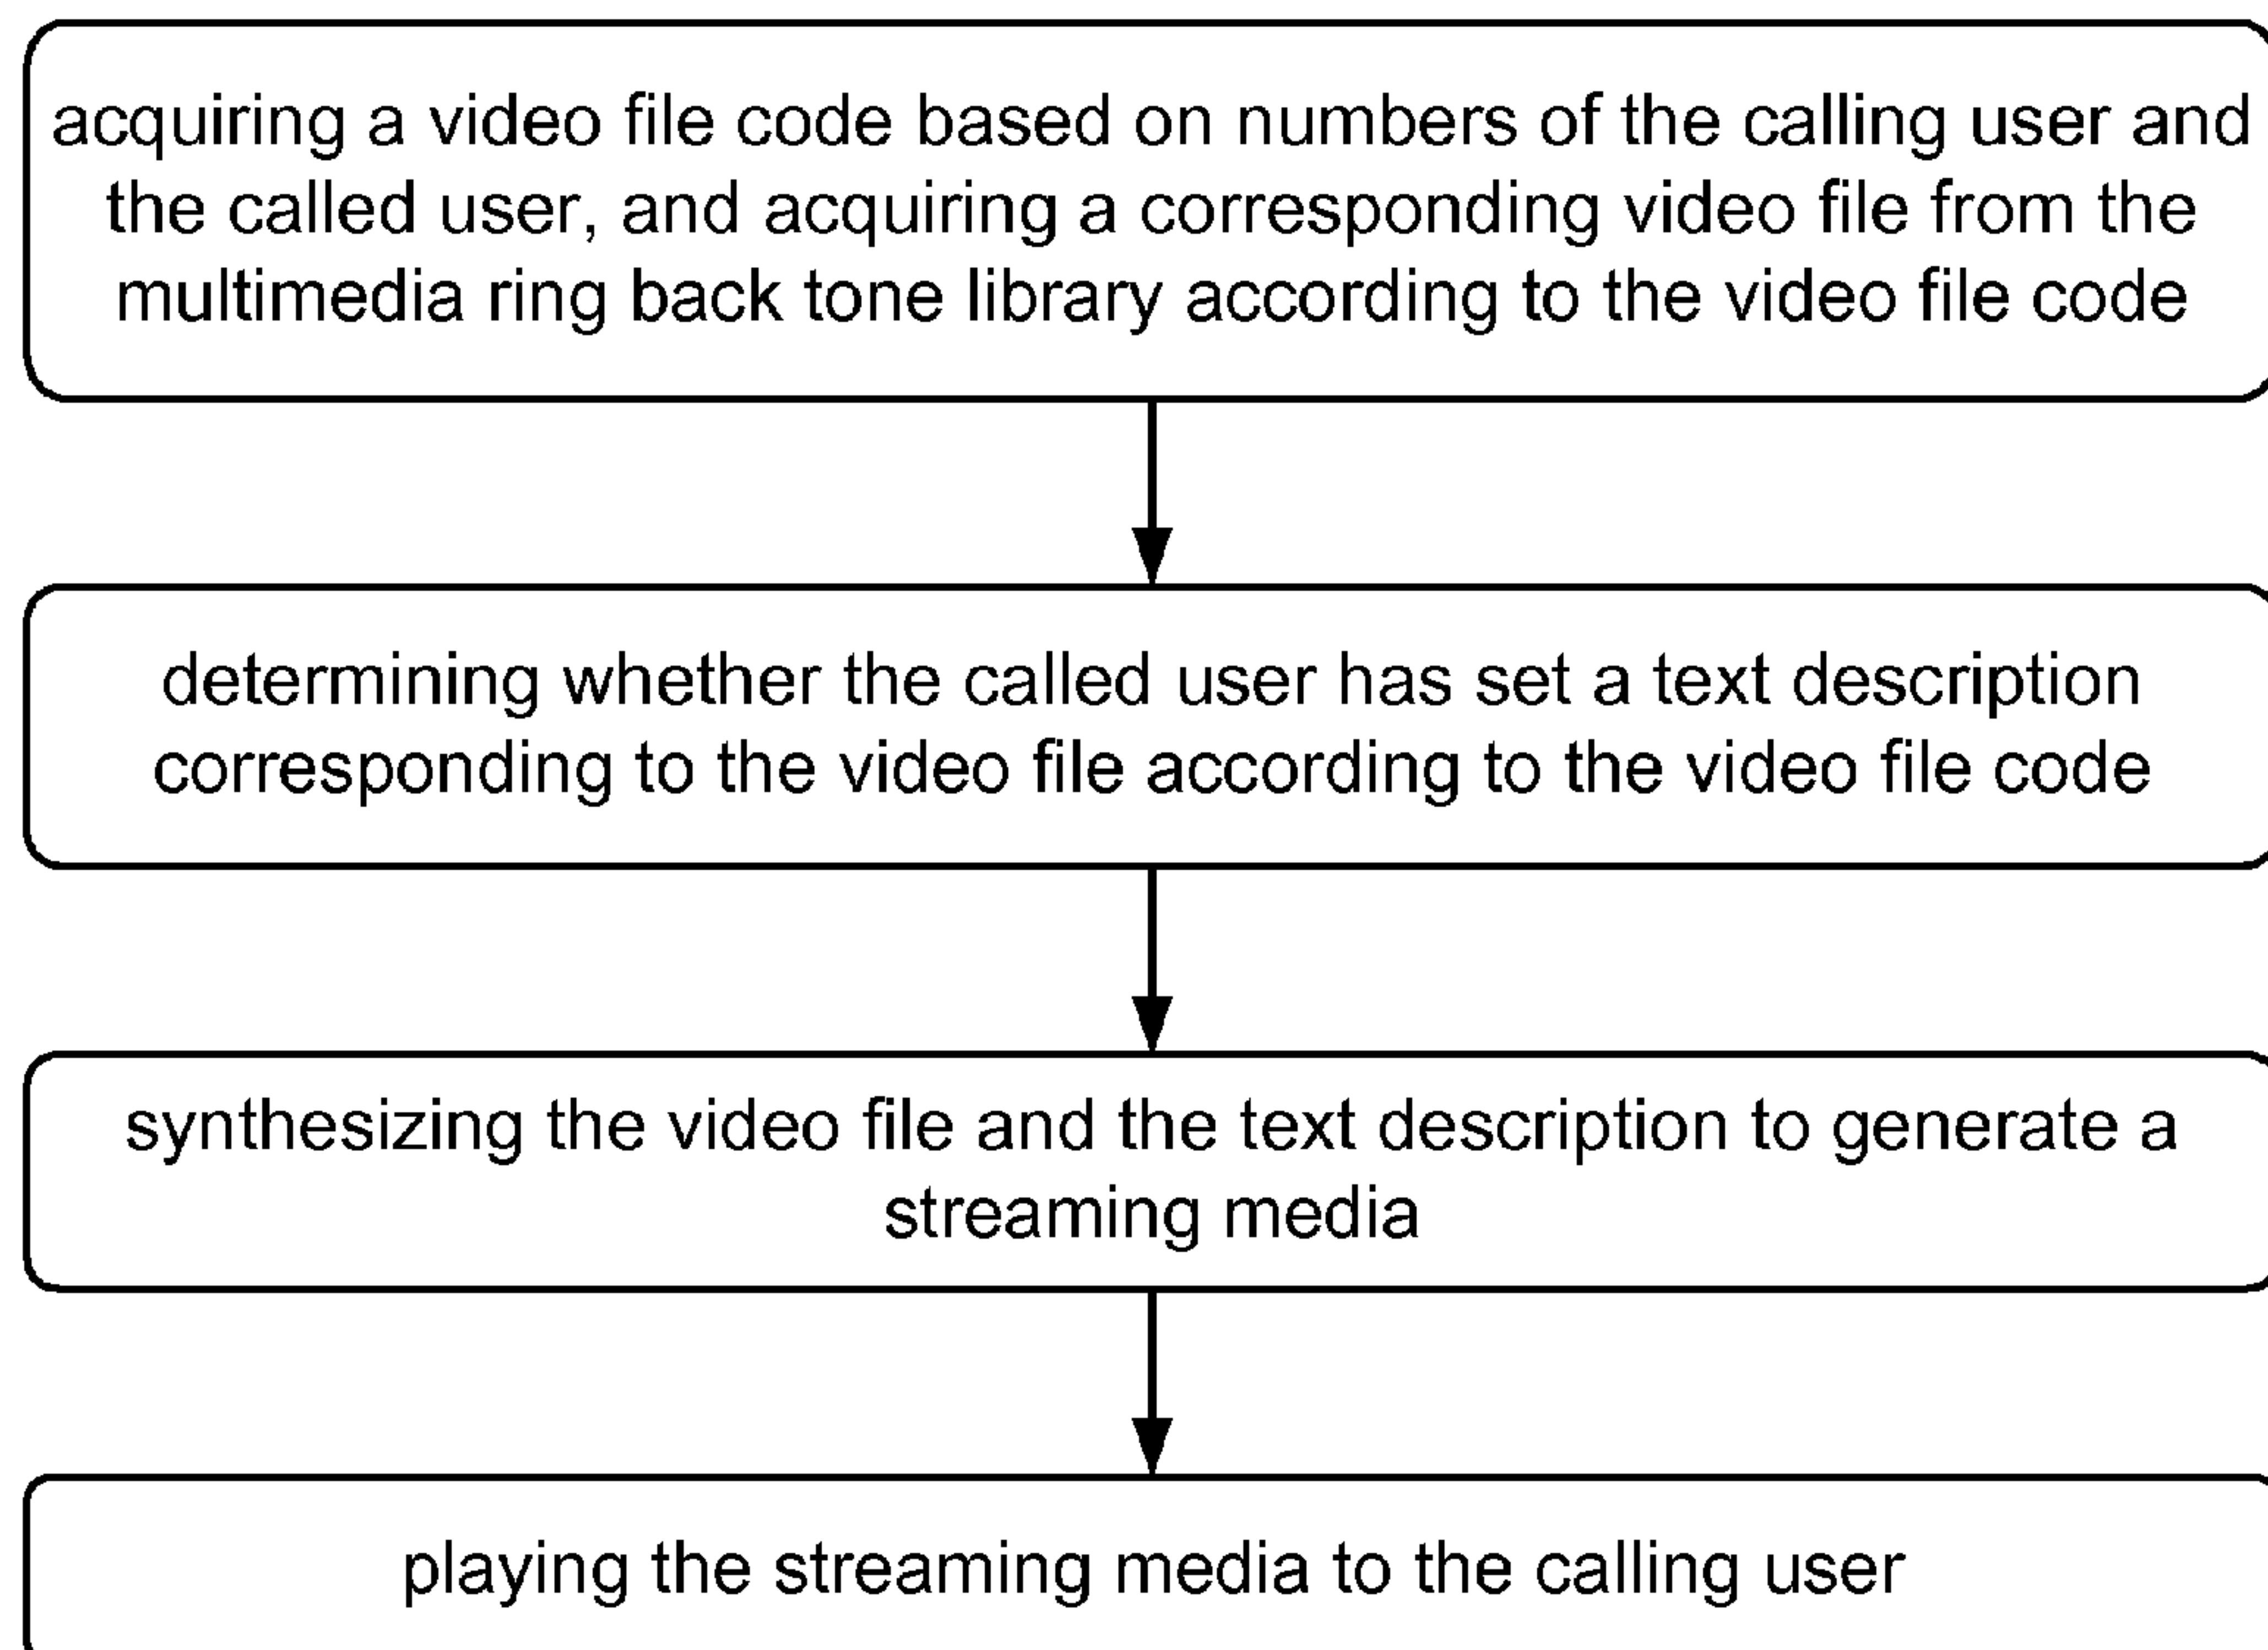 acquiring a video file code based on numbers of the calling user and
the called user, and acquiring a corresponding video file from the
multimedia ring back tone library according to the video file code
determining whether the called user has set a text description
corresponding to the video file according to the video file code
synthesizing the video file and the text description to generate a
streaming media
playing the streaming media to the calling user